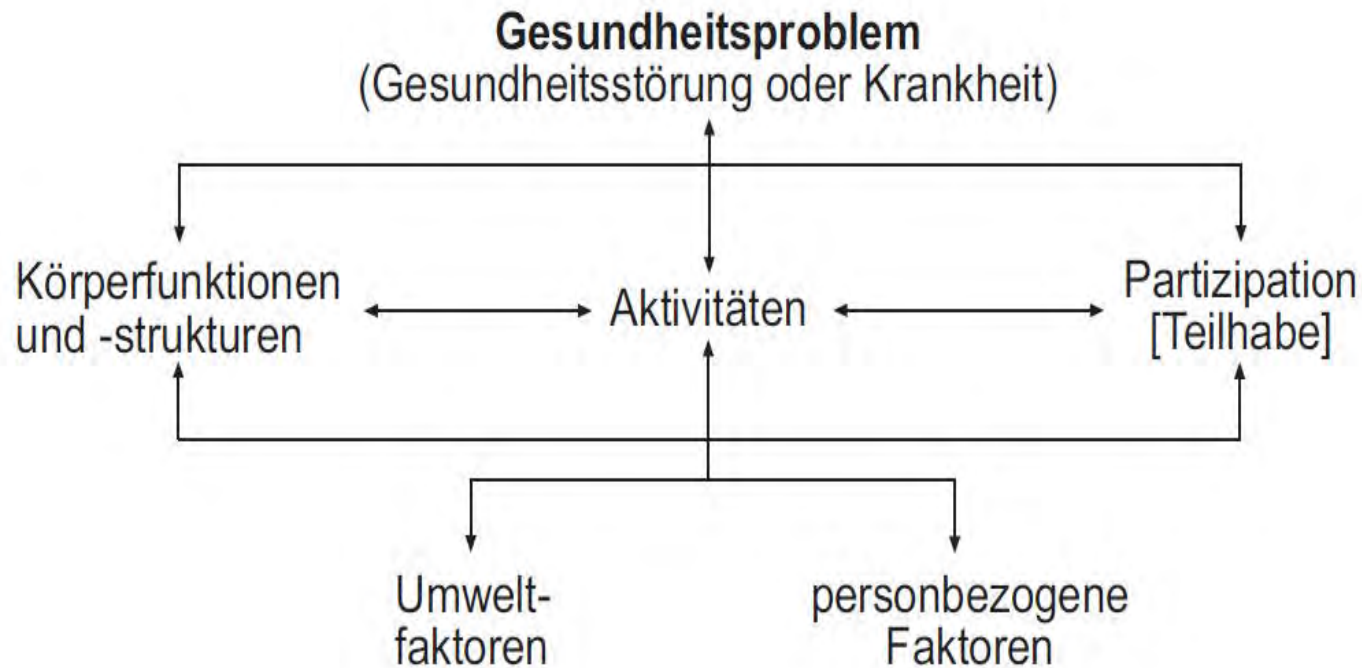 Gesundheitsproblem
(Gesundheitsstörung oder Krankheit)
Körperfunktionen
und -strukturen
Aktivitäten
Partizipation
[Teilhabe]
Umwelt-
faktoren
personbezogene
Faktoren